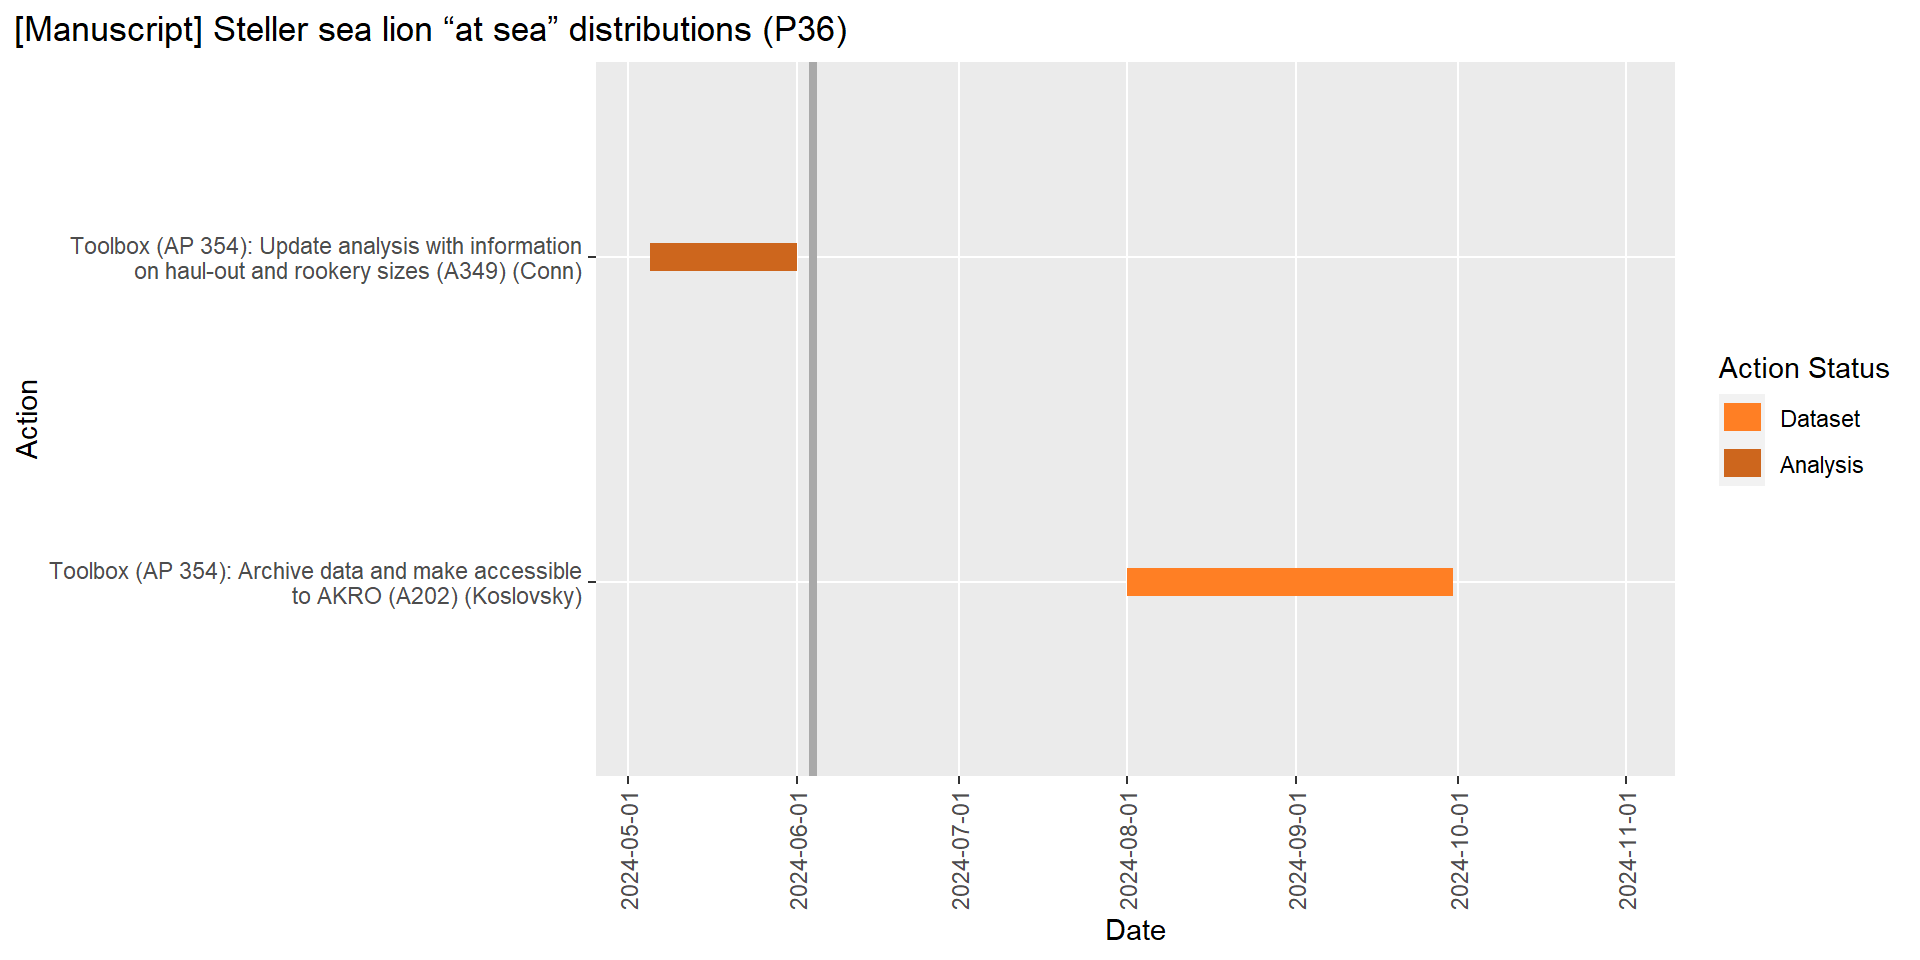 [Manuscript] Steller sea lion “at sea” distributions (P36)
Action
Toolbox (AP 354): Update analysis with information
on haul-out and rookery sizes (A349) (Conn)
Toolbox (AP 354): Archive data and make accessible
to AKRO (A202) (Koslovsky)
2024-05-01
2024-06-01
2024-07-01
2024-08-01
2024-09-01
2024-10-01
2024-11-01
Date
Action Status
Dataset
Analysis